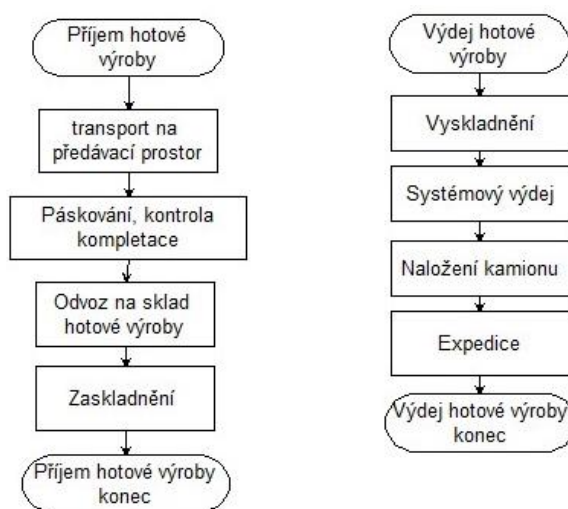 Příjem hotové
výroby
transport na
předávací prostor
Páskování, kontrola
kompletace
Odvoz na sklad
hotové výroby
Zaskladnění
Příjem hotové výroby
konec
Výdej hotové
výroby
Vyskladnění
Systémový výdej
Naložení kamionu
Expedice
Výdej hotové výroby
konec